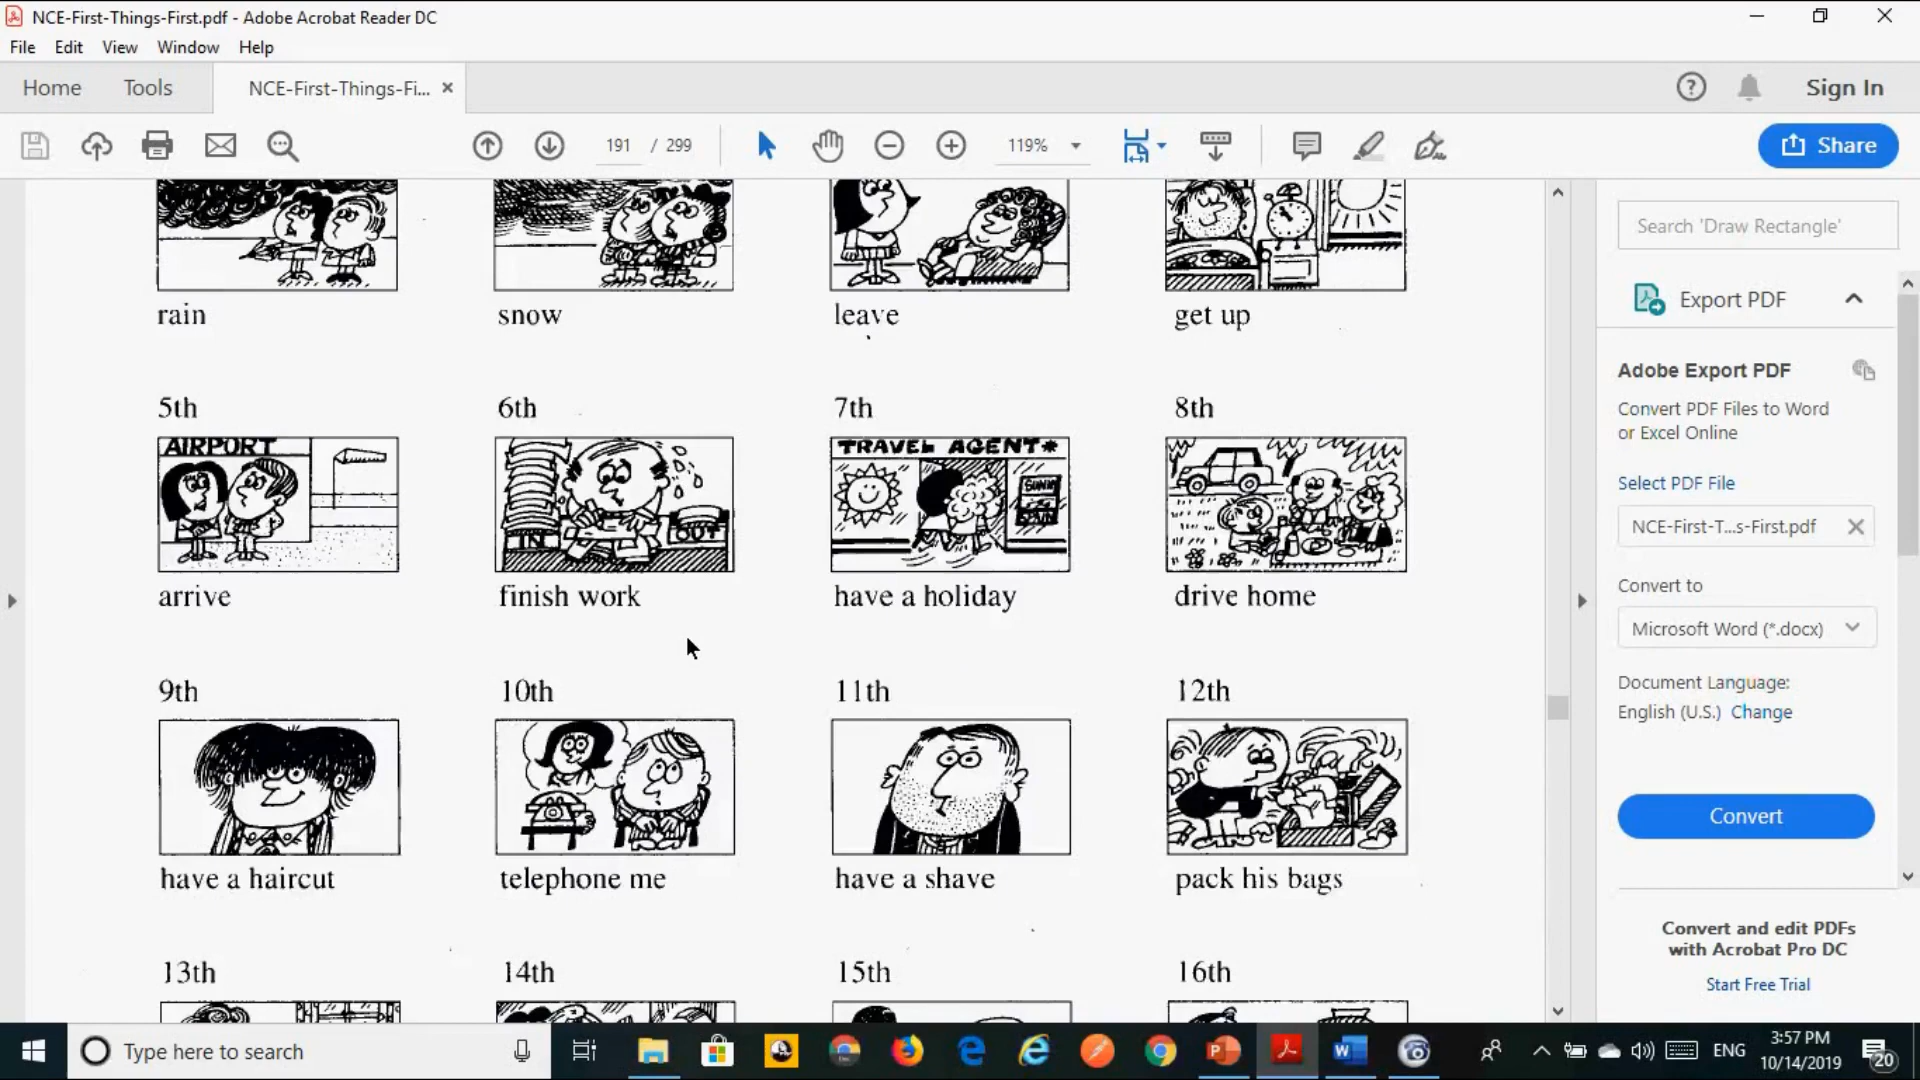 NCE-First-Things-First.pdf - Adobe Acrobat Reader DC
File Edit View Window Help
Home Tools NCE-First-Things-Fi... × Sign In
191 / 299 119% Share
rain snow leave get up
5th 6th 7th 8th
AIRPORT IN OUT TRAVEL AGENT*
arrive finish work have a holiday drive home
9th 10th 11th 12th
have a haircut telephone me have a shave pack his bags
13th 14th 15th 16th
Search 'Draw Rectangle'
Export PDF
Adobe Export PDF
Convert PDF Files to Word
or Excel Online
Select PDF File
NCE-First-T...s-First.pdf
Convert to
Microsoft Word (*.docx)
Document Language:
English (U.S.) Change
Convert
Convert and edit PDFs
with Acrobat Pro DC
Start Free Trial
Type here to search
ENG
3:57 PM
10/14/2019
20